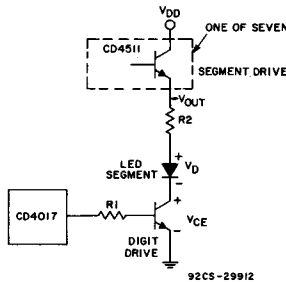 VDD
ONE OF SEVEN
CD4511
SEGMENT DRIVE
VOUT
R2
+
LED
SEGMENT
VD
-
+
CD4017
R1
VCE
DIGIT
DRIVE
-
92CS-29912